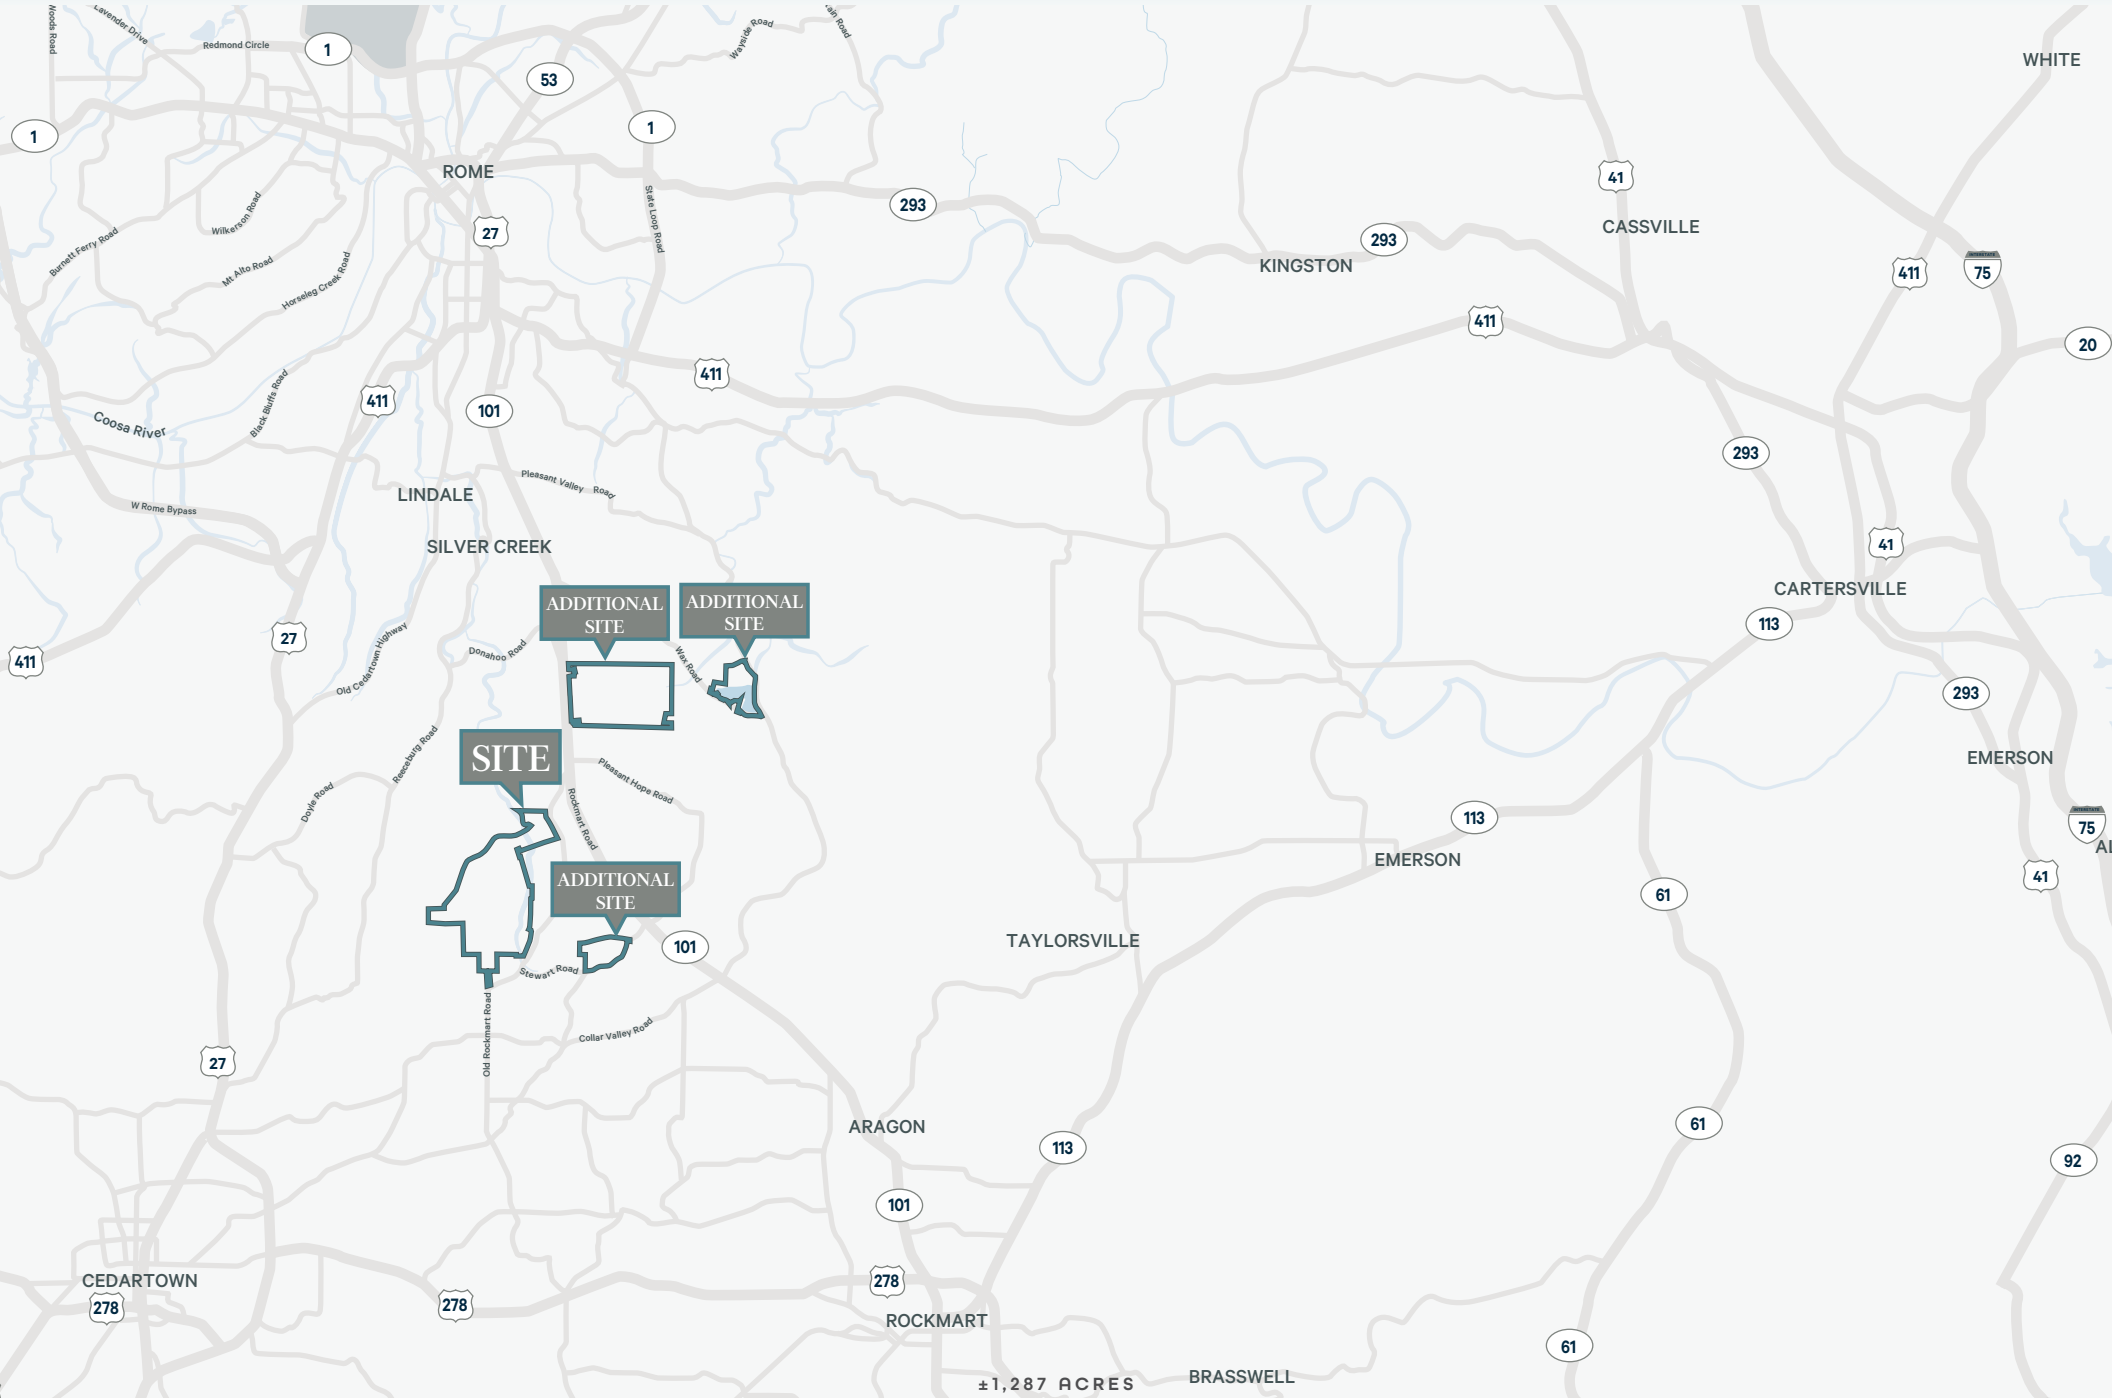 Woods Road
Lavender Drive
Redmond Circle
1
53
Wayside Road
ain Road
WHITE
1
1
ROME
41
293
State Loop Road
CASSVILLE
Wilkerson Road
27
293
Burnett Ferry Road
KINGSTON
Mt Alto Road
Horseleg Creek Road
411
INTERSTATE
75
411
20
411
411
101
Black Bluffs Road
Coosa River
293
Pleasant Valley Road
LINDALE
W Rome Bypass
SILVER CREEK
41
CARTERSVILLE
ADDITIONAL
SITE
ADDITIONAL
SITE
113
27
Old Cedartown Highway
Donahoo Road
Wax Road
411
293
SITE
EMERSON
Reeceburg Road
Pleasant Hope Road
Doyle Road
Rockmart Road
113
INTERSTATE
75
AL
EMERSON
41
ADDITIONAL
SITE
61
TAYLORSVILLE
101
Stewart Road
Old Rockmart Road
Collar Valley Road
27
ARAGON
61
113
92
101
CEDARTOWN
278
278
278
ROCKMART
61
BRASSWELL
±1,287 ACRES